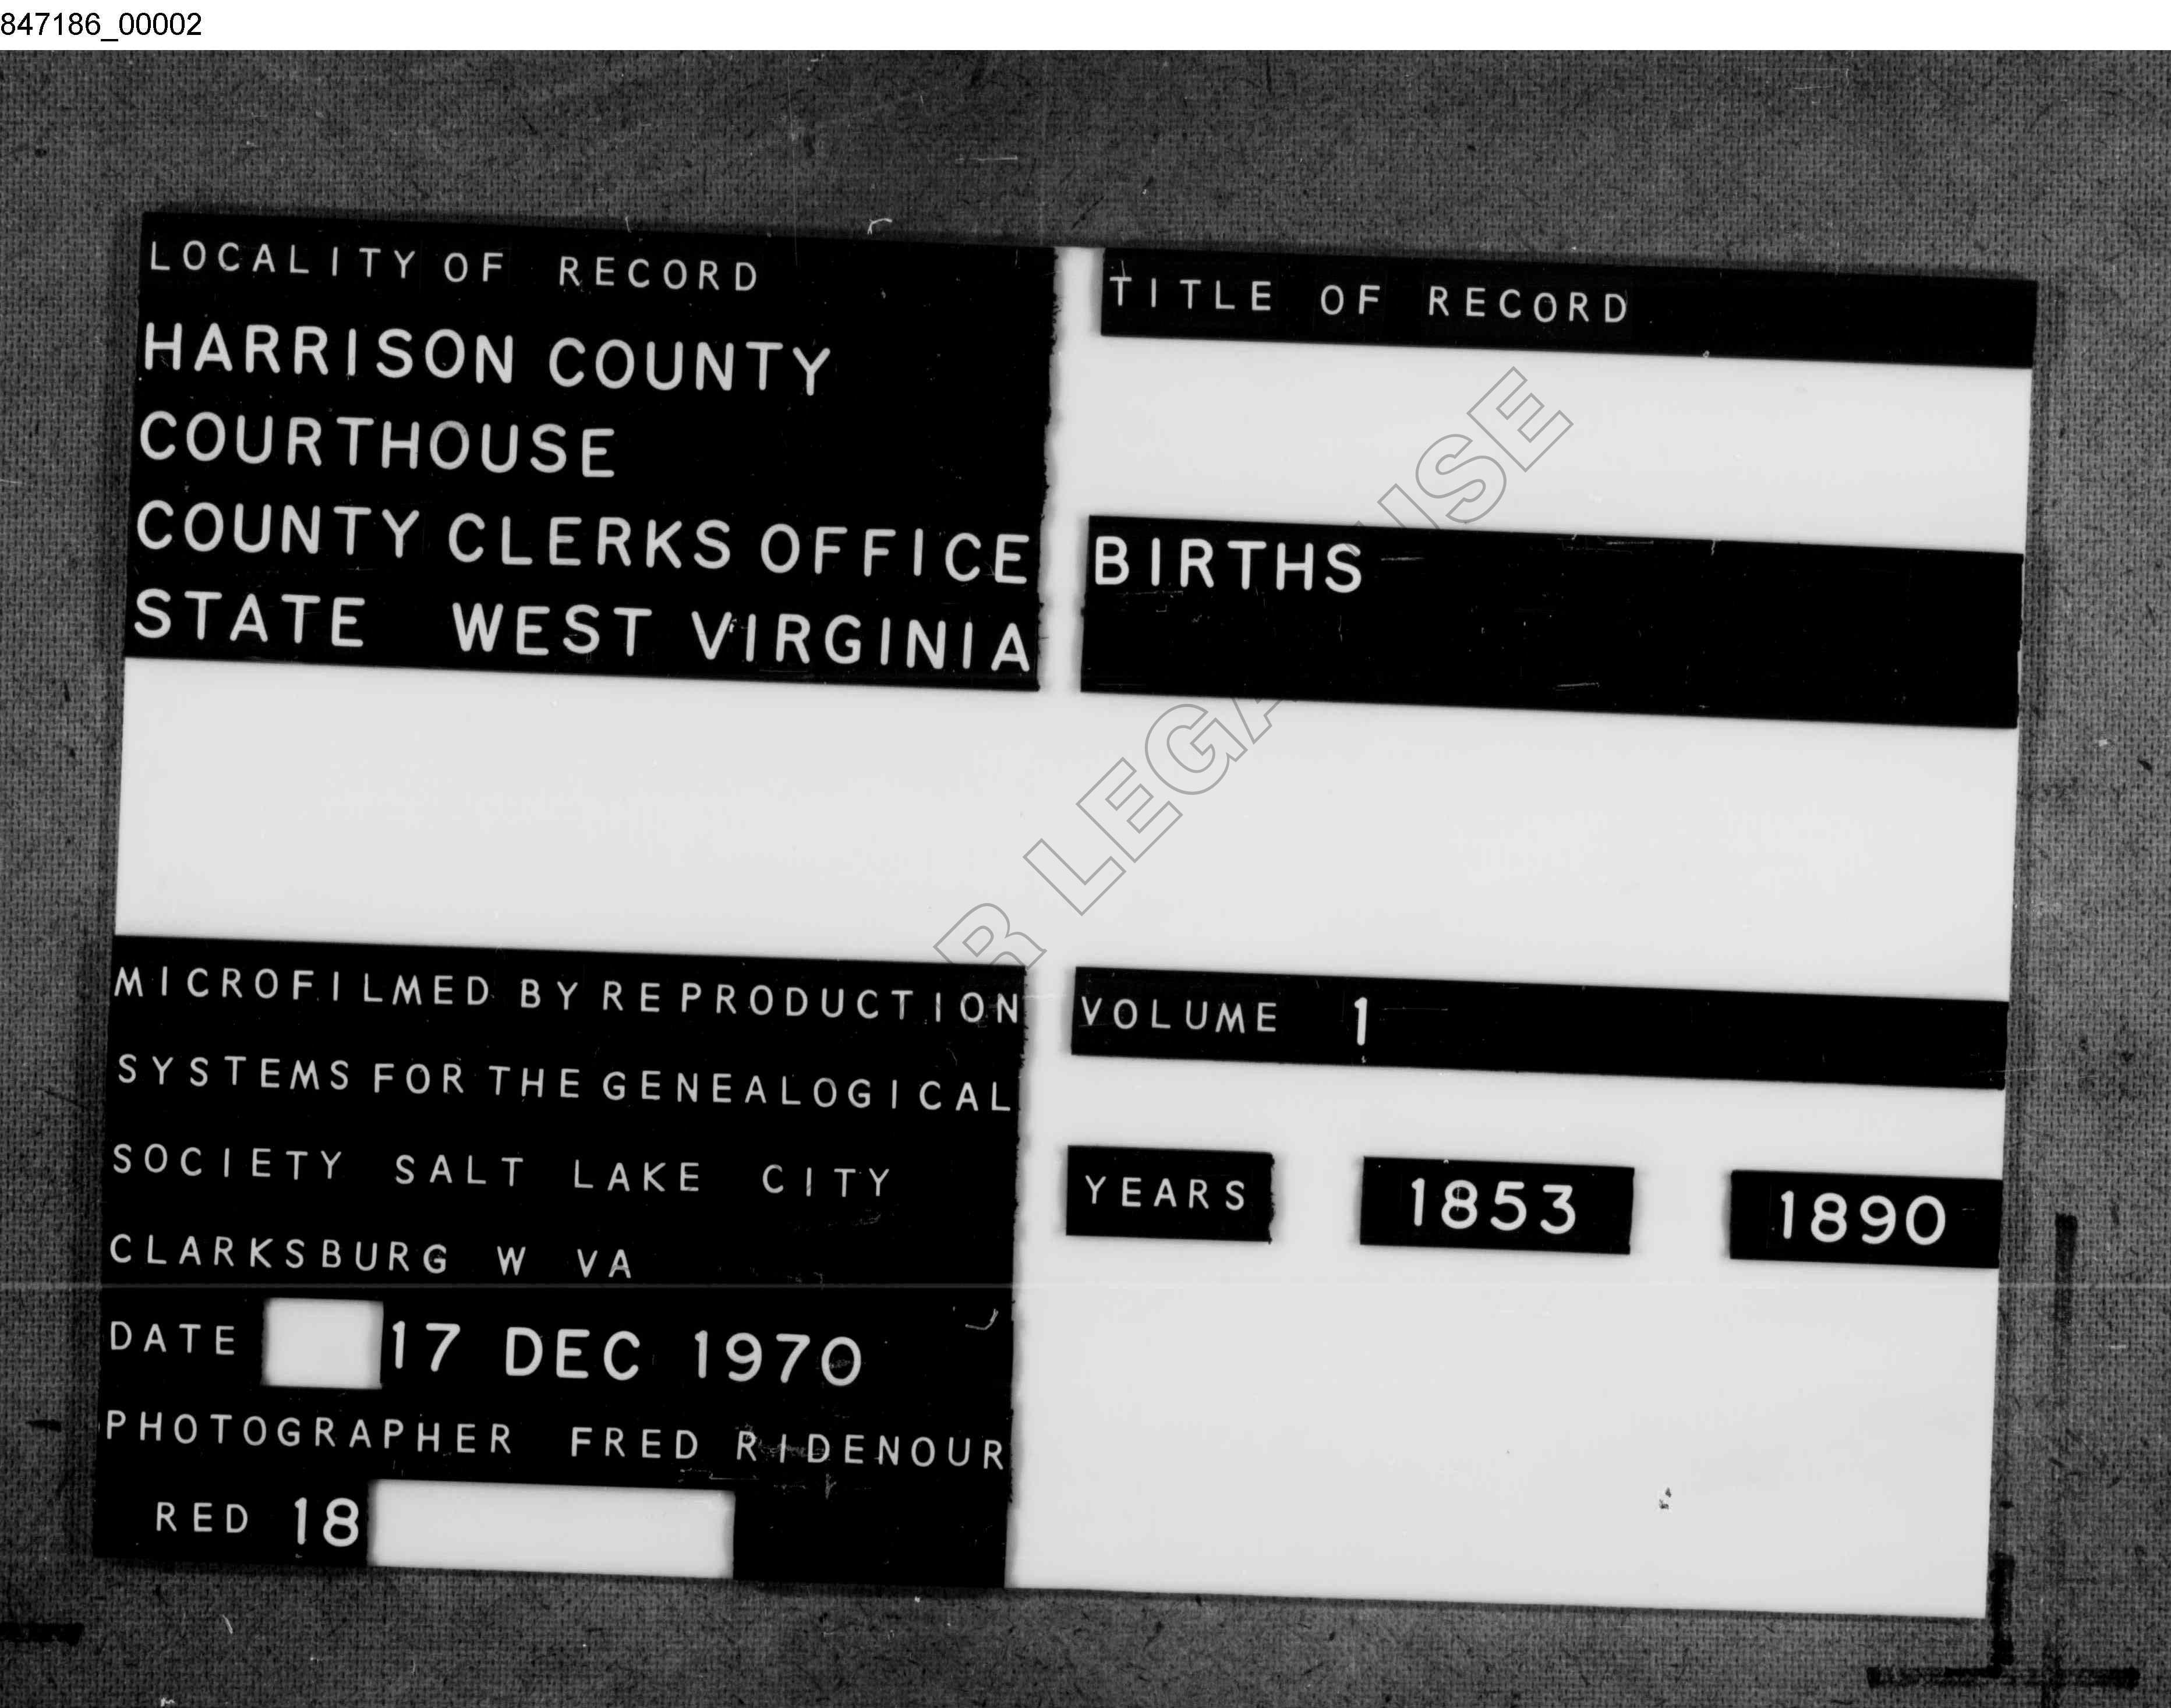 847186_00002
LOCALITY OF RECORD
HARRISON COUNTY
COURTHOUSE
COUNTY CLERKS OFFICE
STATE WEST VIRGINIA
TITLE OF RECORD
BIRTHS
MICROFILMED BY REPRODUCTION
SYSTEMS FOR THE GENEALOGICAL
SOCIETY SALT LAKE CITY
CLARKSBURG W VA
DATE 17 DEC 1970
PHOTOGRAPHER FRED RIDENOUR
RED 18
VOLUME 1
YEARS 1853 1890
R LEGA USE